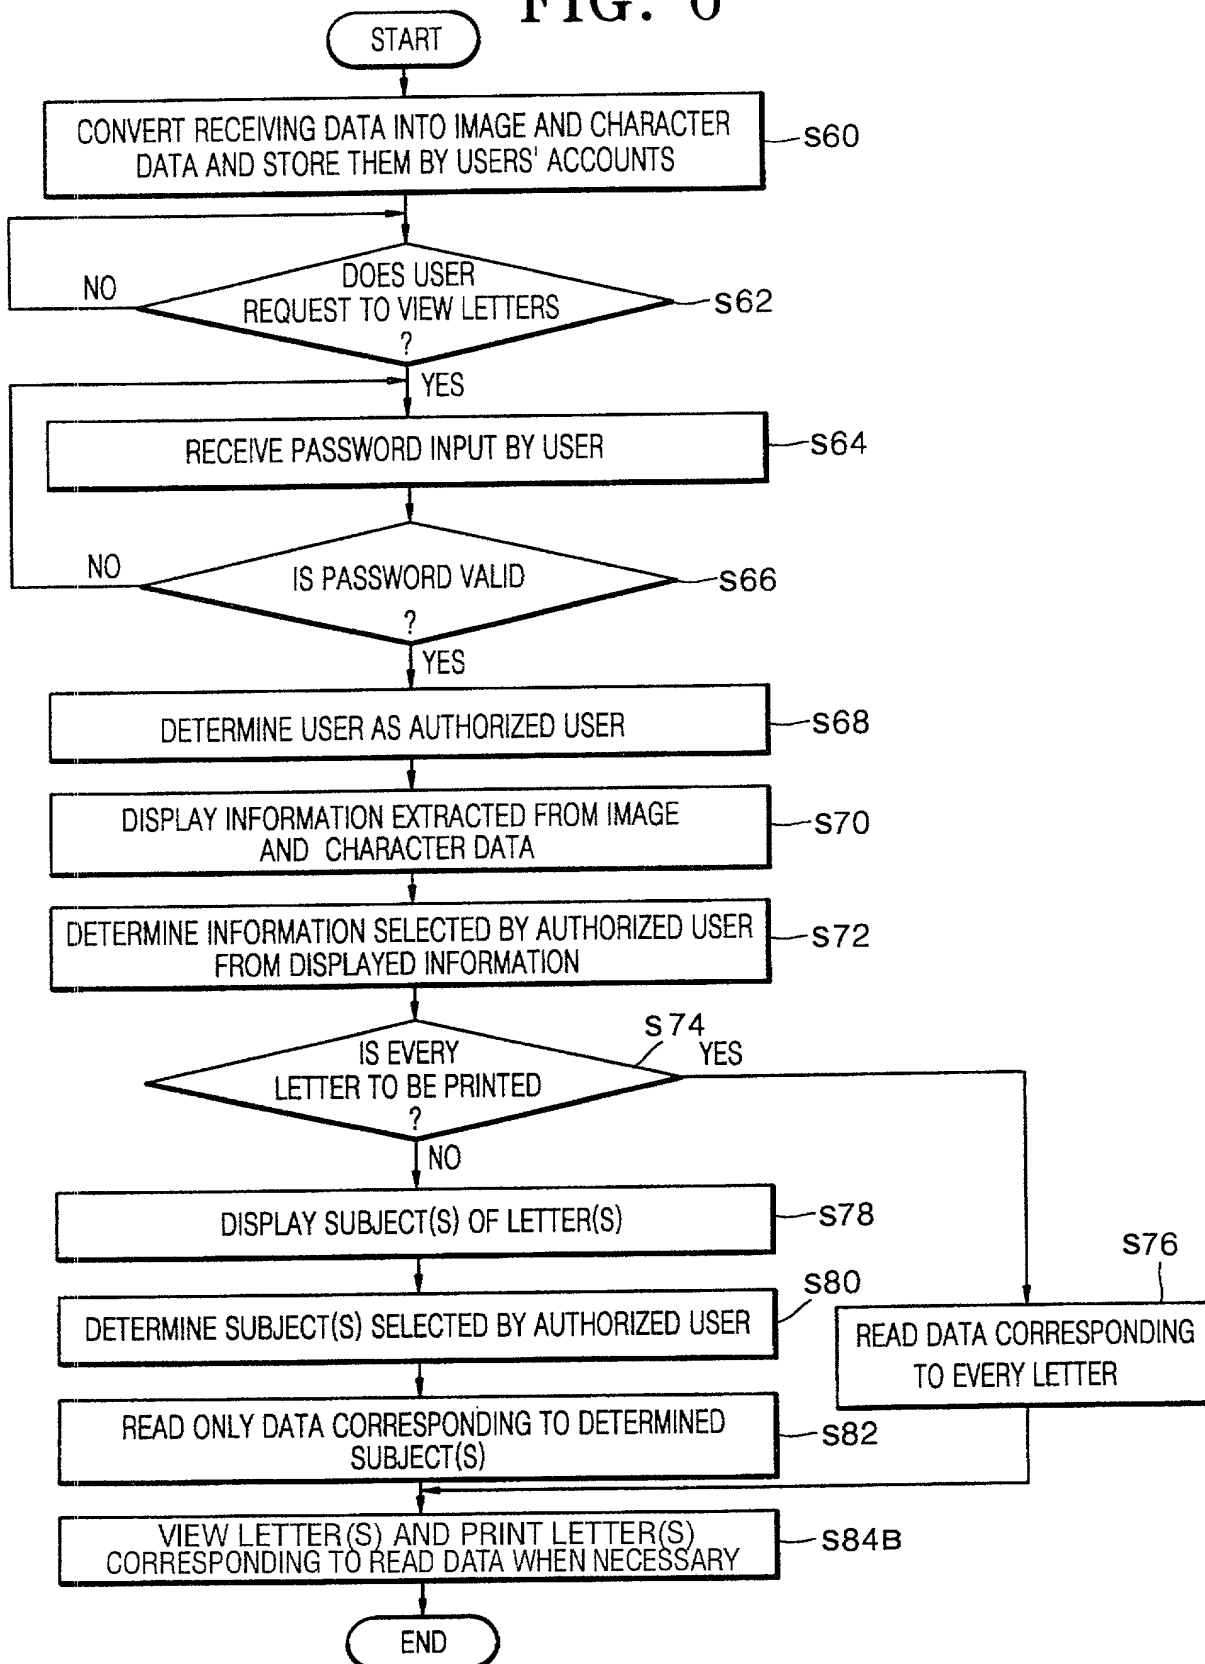 FIG. 6
START
CONVERT RECEIVING DATA INTO IMAGE AND CHARACTER
DATA AND STORE THEM BY USERS' ACCOUNTS
S60
NO
DOES USER
REQUEST TO VIEW LETTERS
?
S62
YES
RECEIVE PASSWORD INPUT BY USER
S64
NO
IS PASSWORD VALID
?
S66
YES
DETERMINE USER AS AUTHORIZED USER
S68
DISPLAY INFORMATION EXTRACTED FROM IMAGE
AND CHARACTER DATA
S70
DETERMINE INFORMATION SELECTED BY AUTHORIZED USER
FROM DISPLAYED INFORMATION
S72
IS EVERY
LETTER TO BE PRINTED
?
S74
YES
NO
DISPLAY SUBJECT(S) OF LETTER(S)
S78
S76
READ DATA CORRESPONDING
TO EVERY LETTER
DETERMINE SUBJECT(S) SELECTED BY AUTHORIZED USER
S80
READ ONLY DATA CORRESPONDING TO DETERMINED
SUBJECT(S)
S82
VIEW LETTER(S) AND PRINT LETTER(S)
CORRESPONDING TO READ DATA WHEN NECESSARY
S84B
END